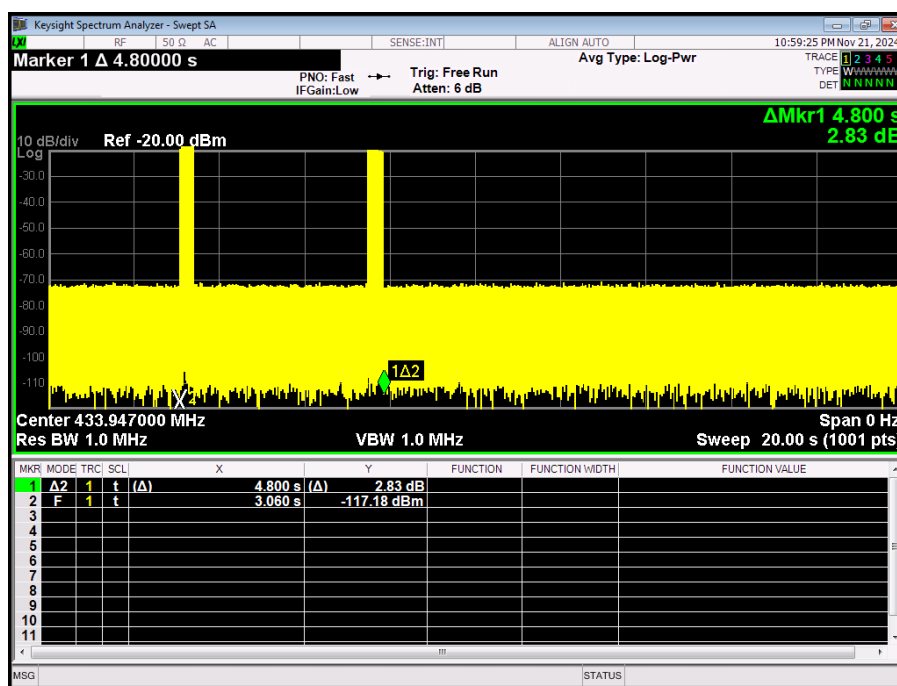 Keysight Spectrum Analyzer - Swept SA
LXI RF 50 Ω AC SENSE:INT ALIGN AUTO 10:59:25 PM Nov 21, 2024
Marker 1 Δ 4.80000 s
PNO: Fast
IFGain:Low
Trig: Free Run
Atten: 6 dB
Avg Type: Log-Pwr
TRACE 1 2 3 4 5
TYPE WWWWWW
DET N N N N N
ΔMkr1 4.800 s
2.83 dB
10 dB/div Ref -20.00 dBm
Log
-30.0
-40.0
-50.0
-60.0
-70.0
-80.0
-90.0
-100
-110
1Δ2
Center 433.947000 MHz Span 0 Hz
Res BW 1.0 MHz VBW 1.0 MHz Sweep 20.00 s (1001 pts)
MKR MODE TRC SCL X Y FUNCTION FUNCTION WIDTH FUNCTION VALUE
1 Δ2 1 t (Δ) 4.800 s (Δ) 2.83 dB
2 F 1 t 3.060 s -117.18 dBm
3
4
5
6
7
8
9
10
11
MSG STATUS